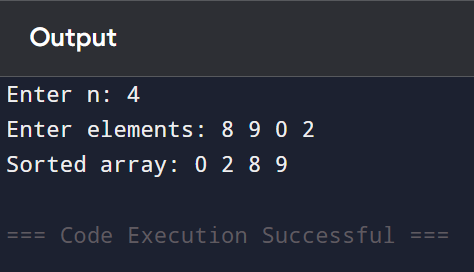 Output
Enter n: 4
Enter elements: 8 9 0 2
Sorted array: 0 2 8 9
=== Code Execution Successful ===